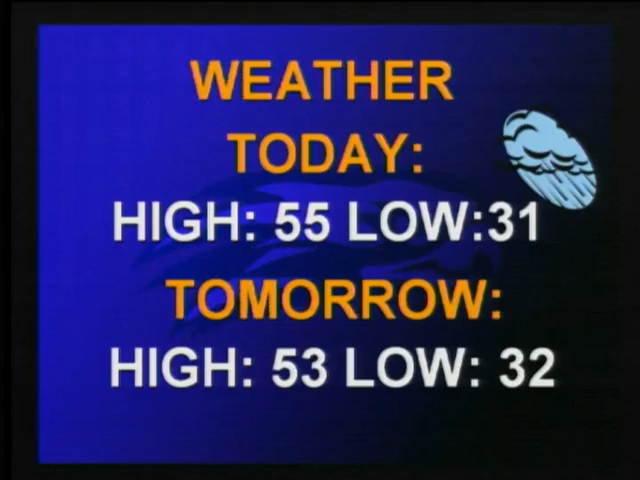 WEATHER
TODAY:
HIGH: 55 LOW:31
TOMORROW:
HIGH: 53 LOW: 32